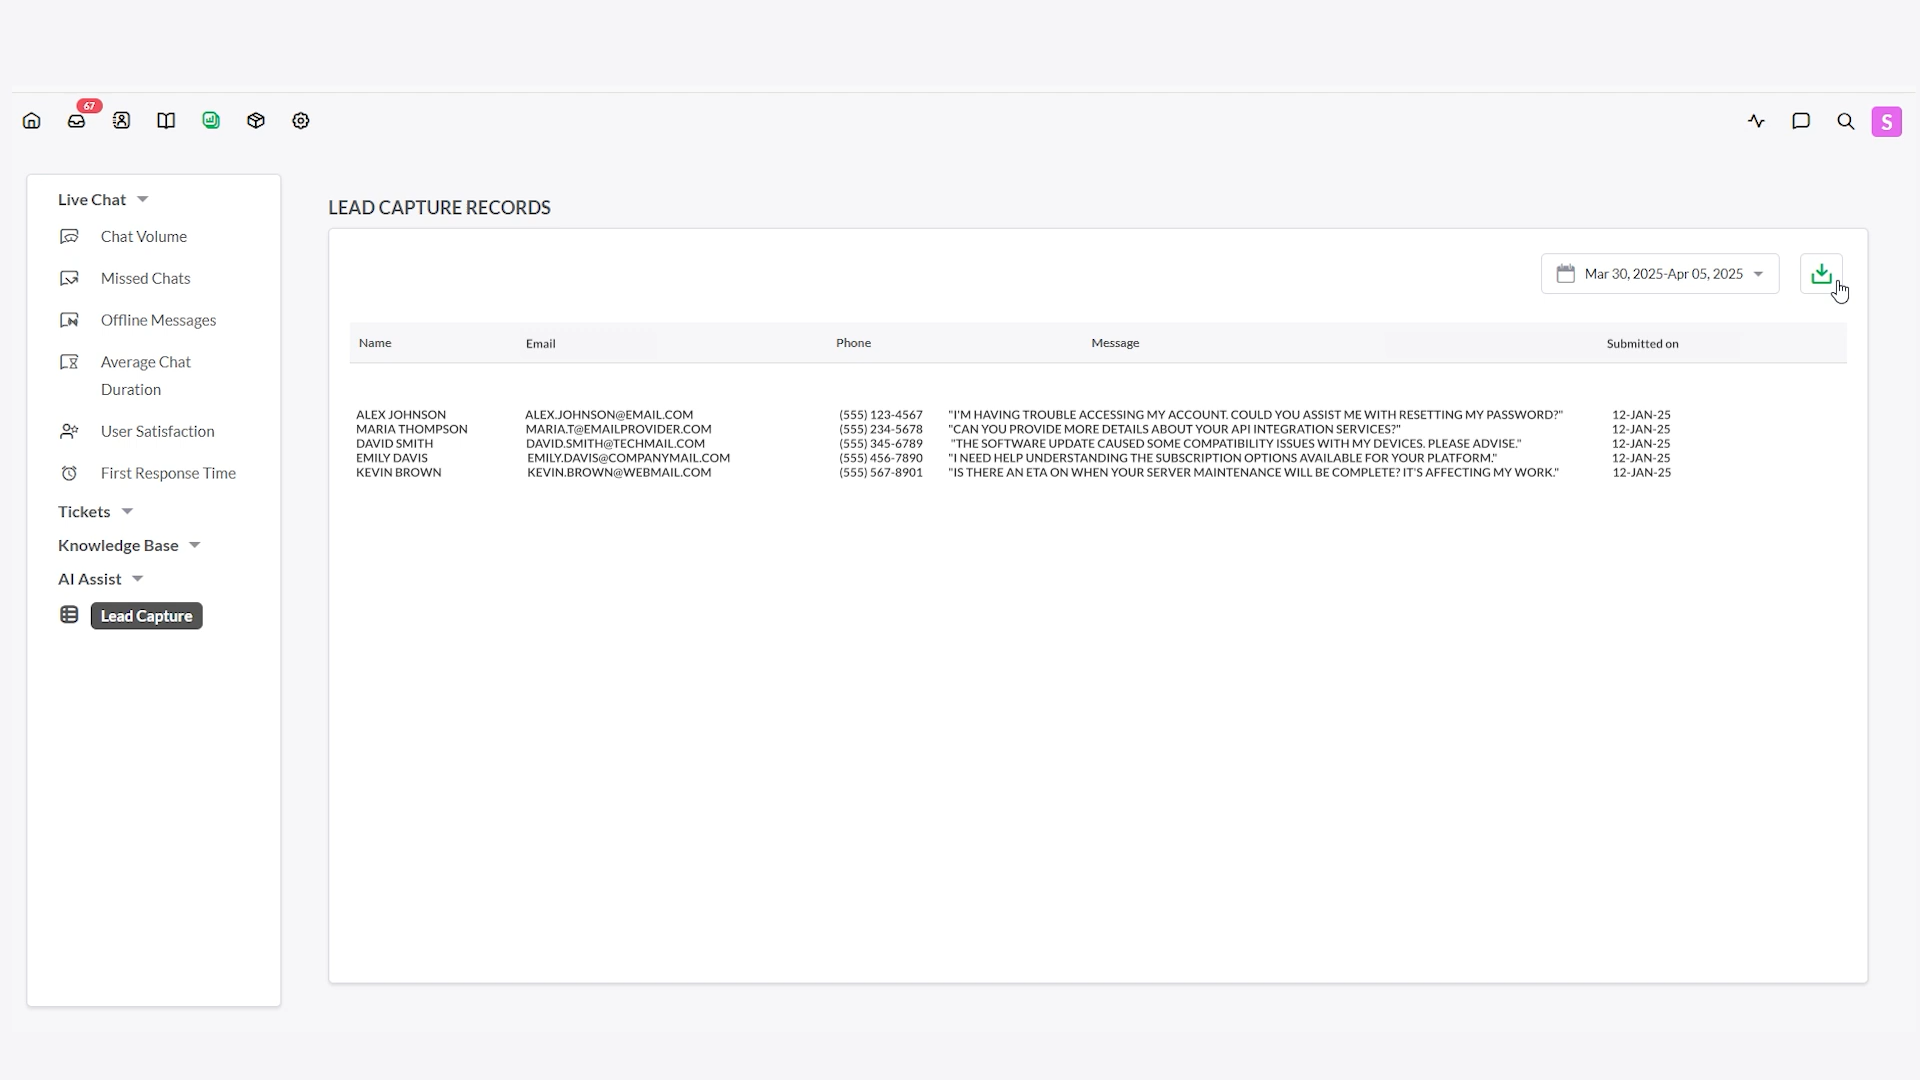 67
S
Live Chat
Chat Volume
Missed Chats
Offline Messages
Average Chat
Duration
User Satisfaction
First Response Time
Tickets
Knowledge Base
AI Assist
Lead Capture
LEAD CAPTURE RECORDS
Mar 30, 2025-Apr 05, 2025
Name Email Phone Message Submitted on
ALEX JOHNSON ALEX.JOHNSON@EMAIL.COM (555) 123-4567 "I'M HAVING TROUBLE ACCESSING MY ACCOUNT. COULD YOU ASSIST ME WITH RESETTING MY PASSWORD?" 12-JAN-25
MARIA THOMPSON MARIA.T@EMAILPROVIDER.COM (555) 234-5678 "CAN YOU PROVIDE MORE DETAILS ABOUT YOUR API INTEGRATION SERVICES?" 12-JAN-25
DAVID SMITH DAVID.SMITH@TECHMAIL.COM (555) 345-6789 "THE SOFTWARE UPDATE CAUSED SOME COMPATIBILITY ISSUES WITH MY DEVICES. PLEASE ADVISE." 12-JAN-25
EMILY DAVIS EMILY.DAVIS@COMPANYMAIL.COM (555) 456-7890 "I NEED HELP UNDERSTANDING THE SUBSCRIPTION OPTIONS AVAILABLE FOR YOUR PLATFORM." 12-JAN-25
KEVIN BROWN KEVIN.BROWN@WEBMAIL.COM (555) 567-8901 "IS THERE AN ETA ON WHEN YOUR SERVER MAINTENANCE WILL BE COMPLETE? IT'S AFFECTING MY WORK." 12-JAN-25